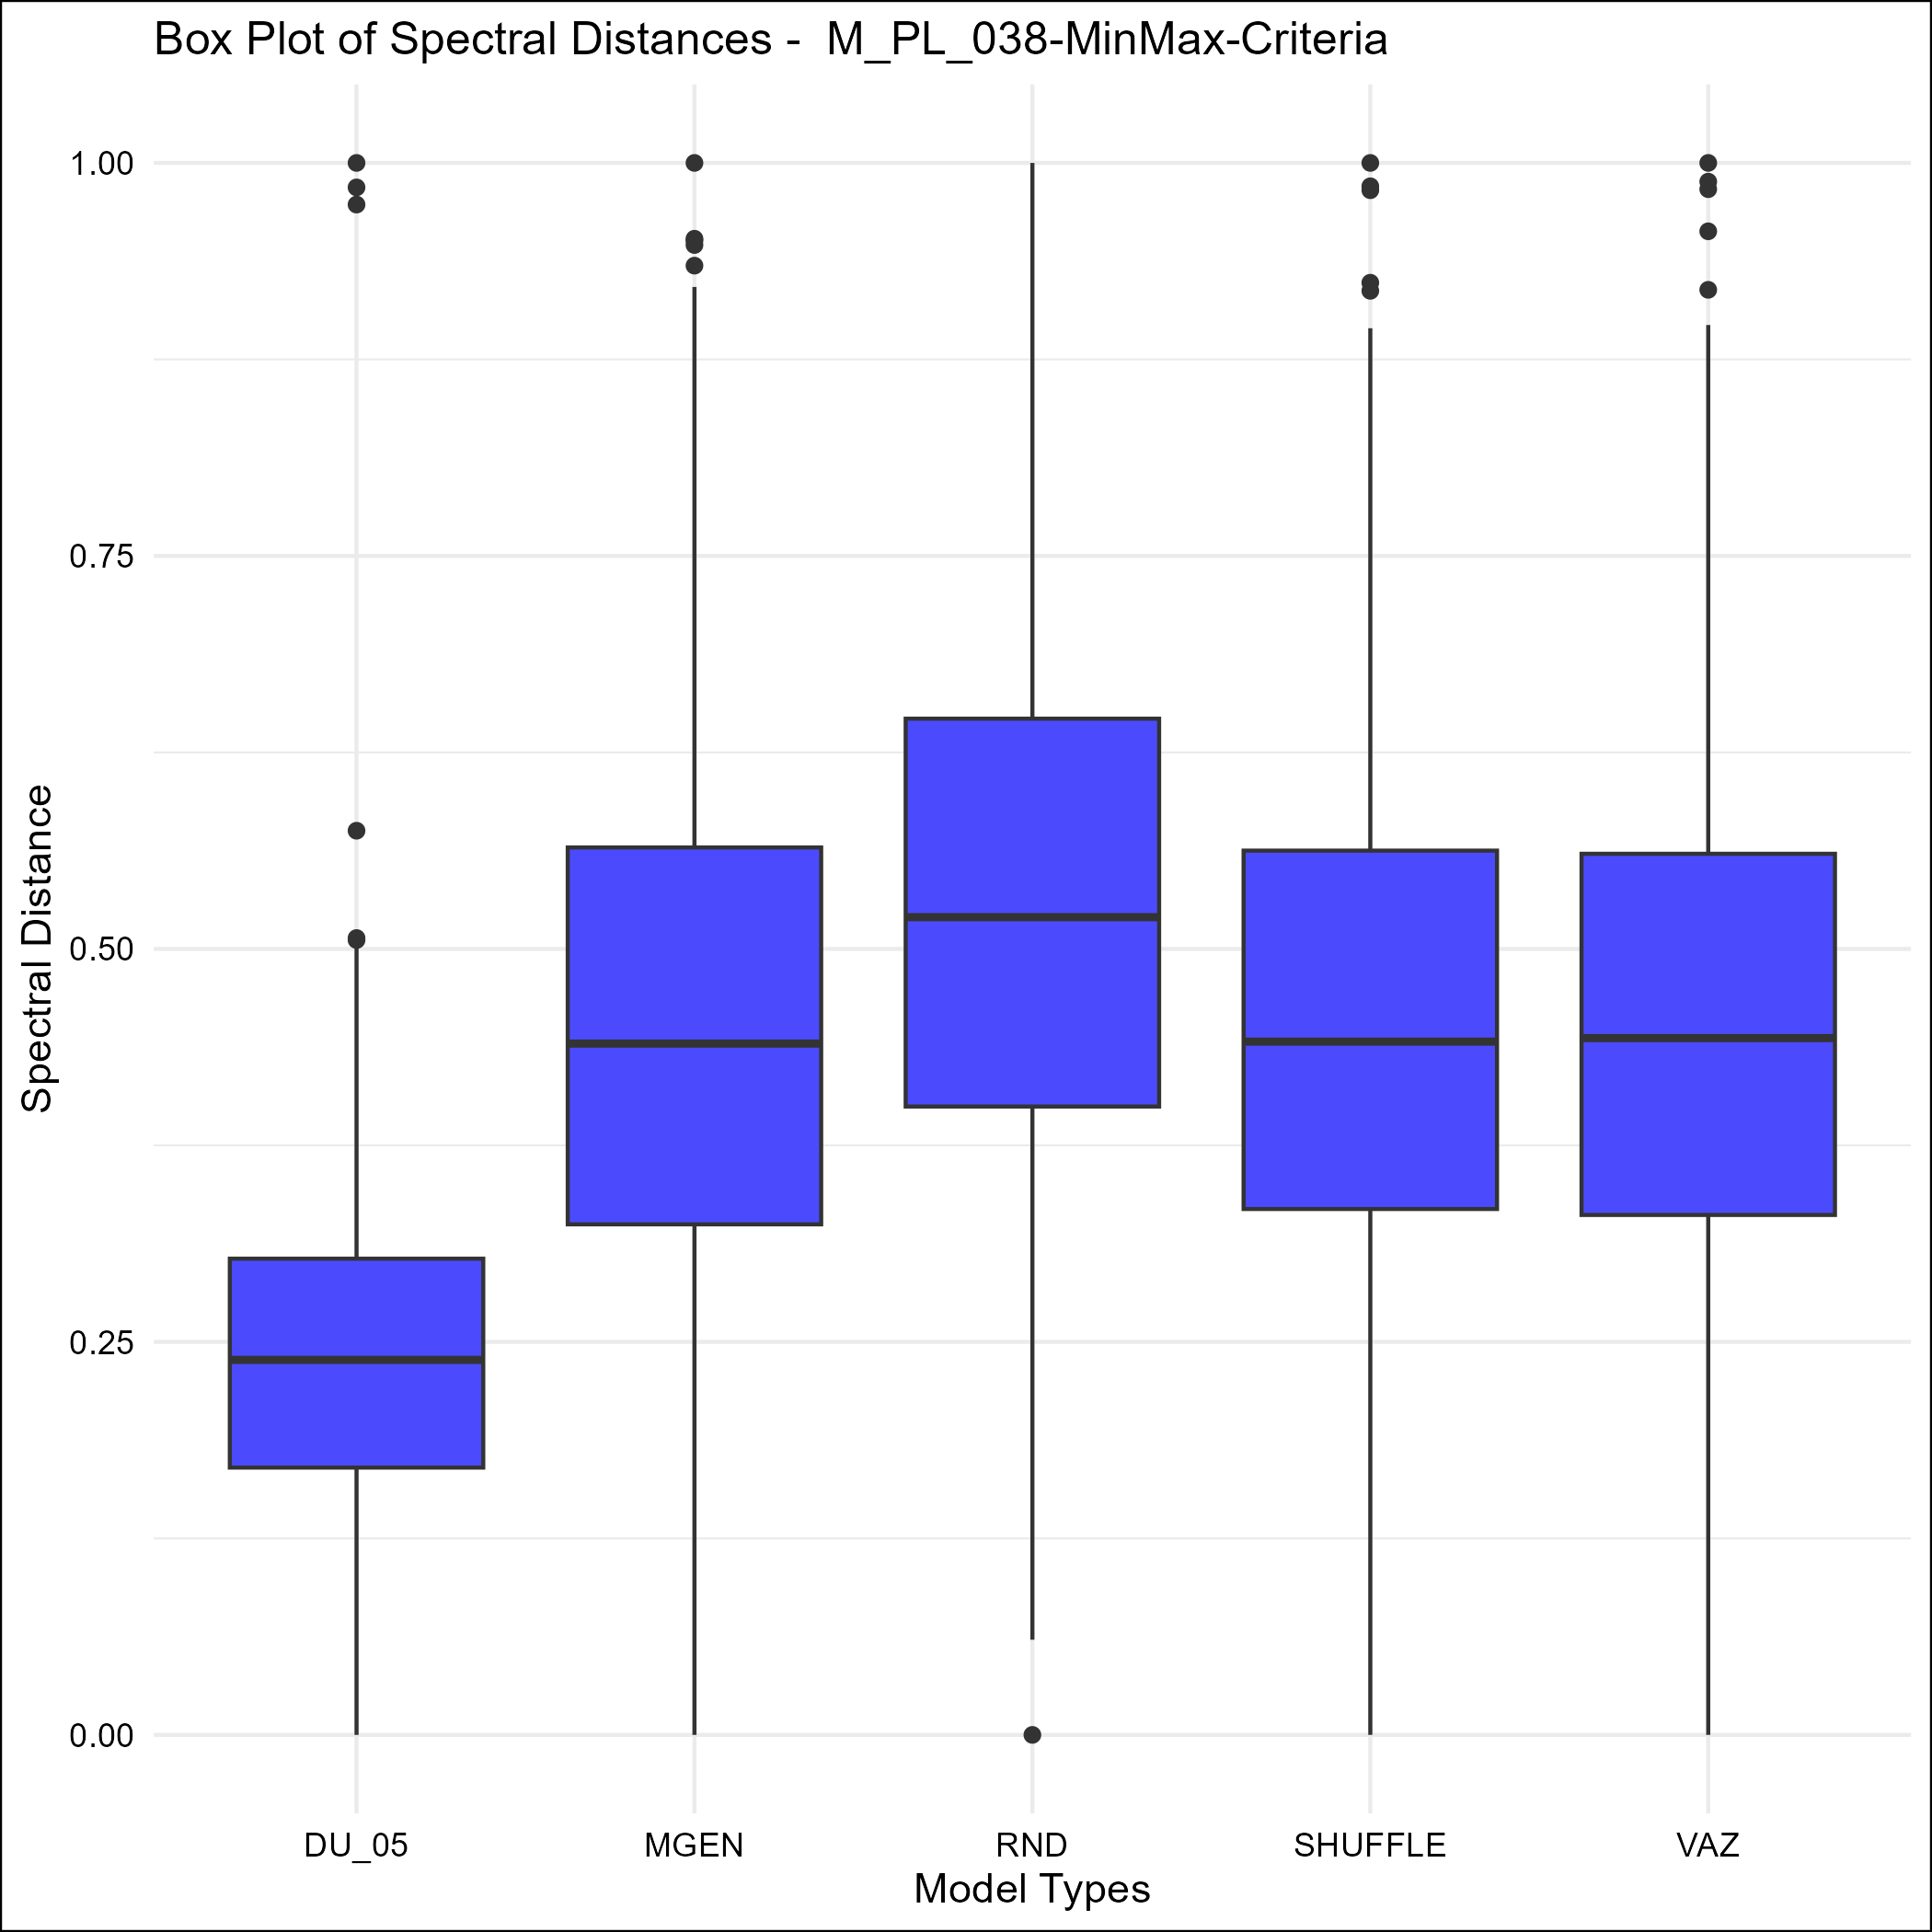 Box Plot of Spectral Distances -  M_PL_038-MinMax-Criteria
1.00
0.75
0.50
0.25
0.00
Spectral Distance
DU_05 MGEN RND SHUFFLE VAZ
Model Types